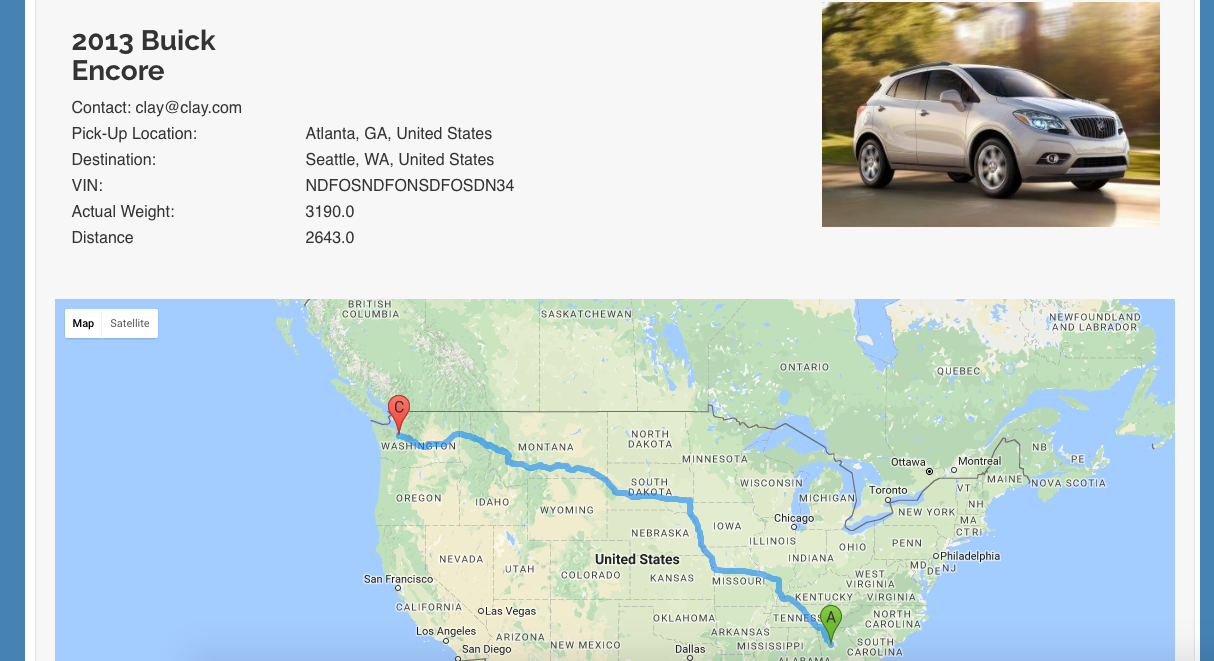 2013 Buick
Encore
Contact: clay@clay.com
Pick-Up Location: Atlanta, GA, United States
Destination: Seattle, WA, United States
VIN: NDFOSNDFONSDFOSDN34
Actual Weight: 3190.0
Distance 2643.0
Map Satellite
BRITISH
COLUMBIA
SASKATCHEWAN
NEWFOUNDLAND
AND LABRADOR
ONTARIO
QUEBEC
C
WASHINGTON
MONTANA
NORTH
DAKOTA
MINNESOTA
Ottawa
Montreal
NB
PE
MAINE
NOVA SCOTIA
OREGON
IDAHO
SOUTH
DAKOTA
WISCONSIN
MICHIGAN
Toronto
VT
NH
WYOMING
NEW YORK
MA
CT RI
Chicago
IOWA
NEBRASKA
ILLINOIS
INDIANA
OHIO
PENN
Philadelphia
NEVADA
UTAH
United States
COLORADO
KANSAS
MISSOURI
WEST
VIRGINIA
MD
DE
NJ
San Francisco
KENTUCKY
VIRGINIA
CALIFORNIA
Las Vegas
OKLAHOMA
TENNESS
A
NORTH
CAROLINA
Los Angeles
ARIZONA
NEW MEXICO
ARKANSAS
MISSISSIPPI
SOUTH
CAROLINA
San Diego
Dallas
ALABAMA